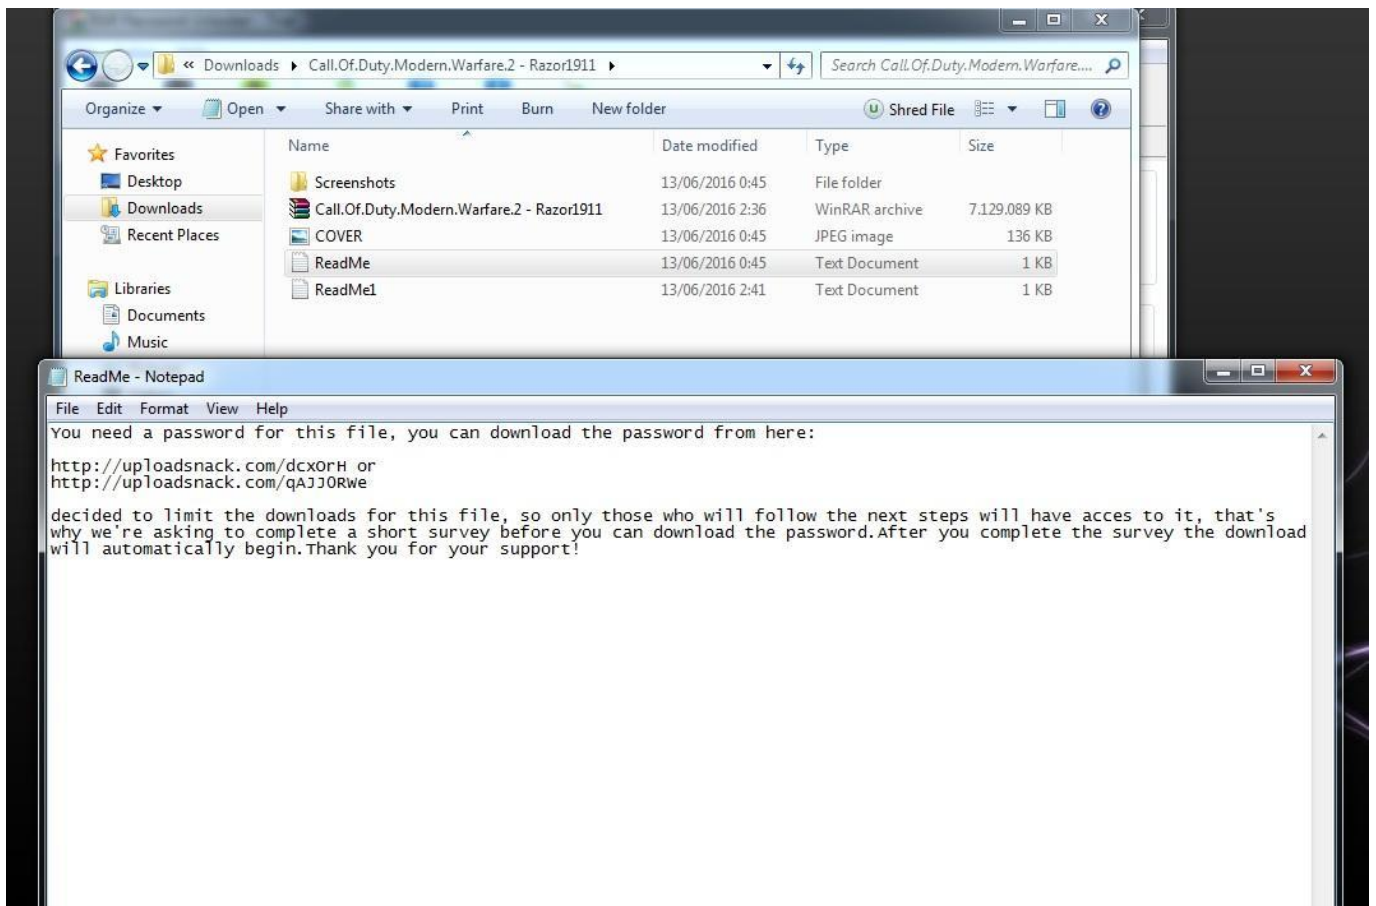 « Downloads ▸ Call.Of.Duty.Modern.Warfare.2 - Razor1911 ▸
Search Call.Of.Duty.Modern.Warfare....
Organize Open Share with Print Burn New folder Shred File
Name Date modified Type Size
Favorites
Desktop
Downloads
Recent Places
Libraries
Documents
Music
Screenshots 13/06/2016 0:45 File folder
Call.Of.Duty.Modern.Warfare.2 - Razor1911 13/06/2016 2:36 WinRAR archive 7.129.089 KB
COVER 13/06/2016 0:45 JPEG image 136 KB
ReadMe 13/06/2016 0:45 Text Document 1 KB
ReadMe1 13/06/2016 2:41 Text Document 1 KB
ReadMe - Notepad
File Edit Format View Help
You need a password for this file, you can download the password from here:
http://uploadsnack.com/dcxOrH or
http://uploadsnack.com/qAJJ0RWe
decided to limit the downloads for this file, so only those who will follow the next steps will have acces to it, that's
why we're asking to complete a short survey before you can download the password.After you complete the survey the download
will automatically begin.Thank you for your support!